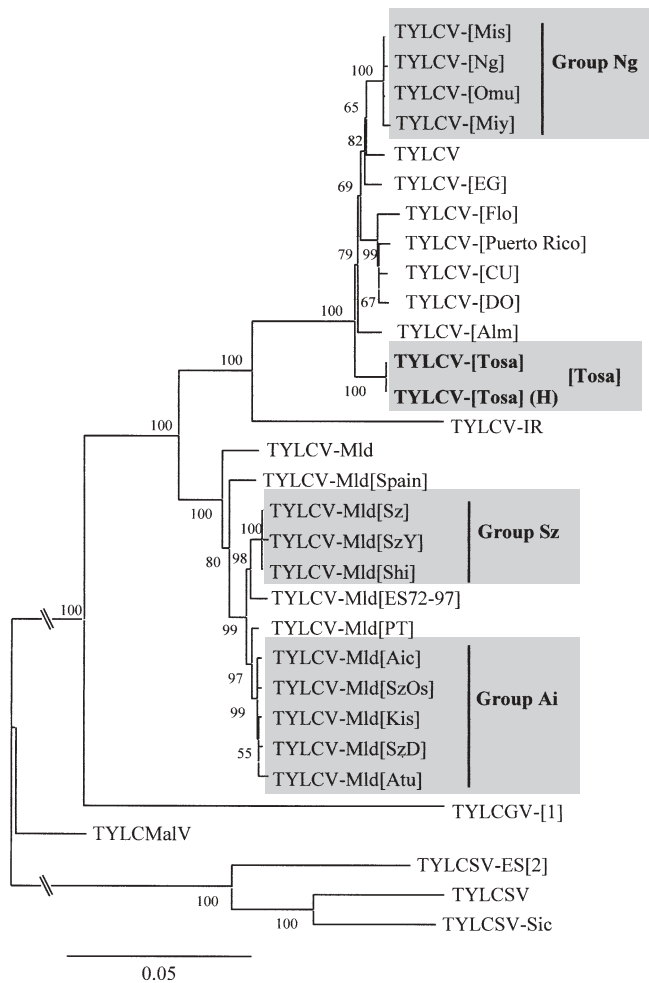 TYLCV-[Mis]
100 TYLCV-[Ng] Group Ng
TYLCV-[Omu]
65
TYLCV-[Miy]
82
TYLCV
69 TYLCV-[EG]
TYLCV-[Flo]
79 99 TYLCV-[Puerto Rico]
TYLCV-[CU]
67 TYLCV-[DO]
100
TYLCV-[Alm]
100 TYLCV-[Tosa] [Tosa]
100 TYLCV-[Tosa] (H)
100 TYLCV-IR
TYLCV-Mld
TYLCV-Mld[Spain]
100 TYLCV-Mld[Sz]
100 Group Sz
TYLCV-Mld[SzY]
80 98
TYLCV-Mld[Shi]
TYLCV-Mld[ES72-97]
100
99 TYLCV-Mld[PT]
TYLCV-Mld[Aic]
97
TYLCV-Mld[SzOs] Group Ai
99 TYLCV-Mld[Kis]
55 TYLCV-Mld[SzD]
TYLCV-Mld[Atu]
TYLCGV-[1]
TYLCMalV
TYLCSV-ES[2]
100 TYLCSV
100 TYLCSV-Sic
0.05